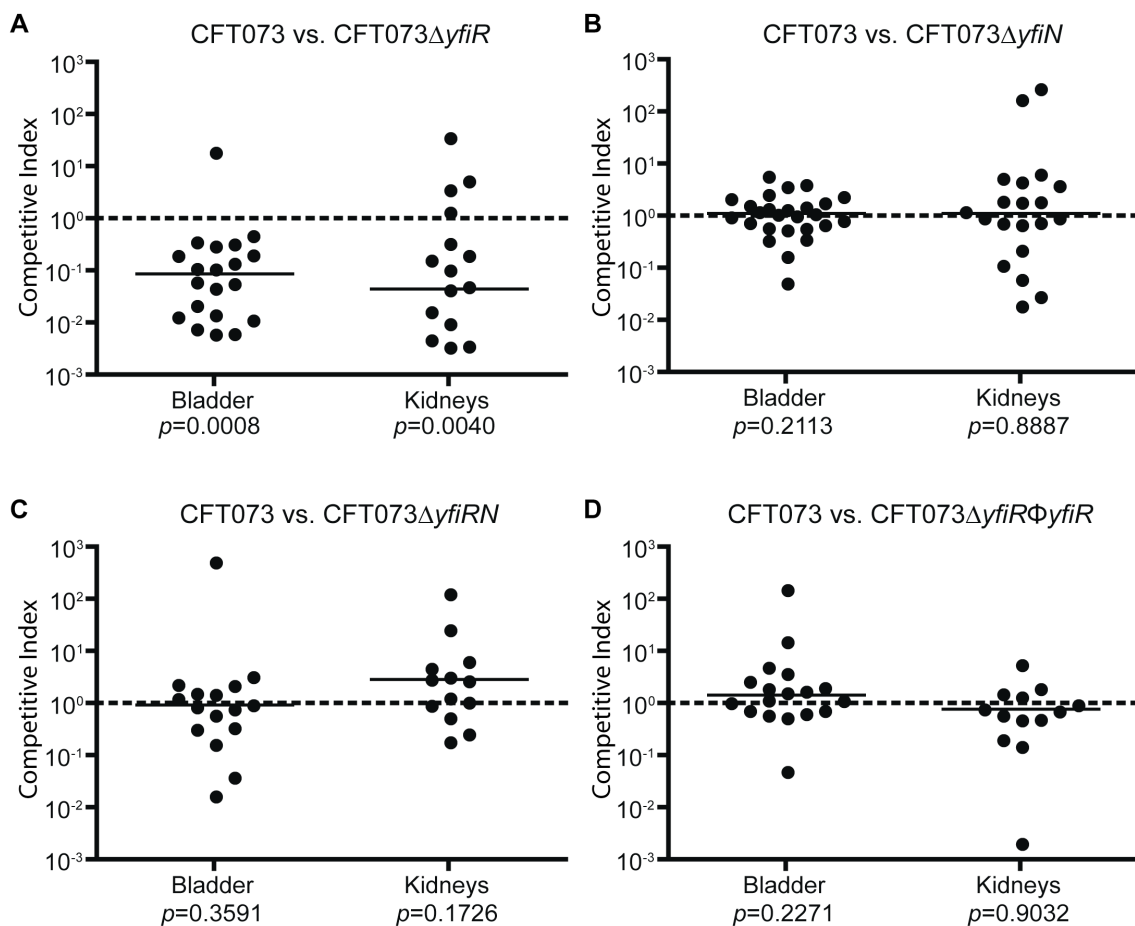 A
CFT073 vs. CFT073ΔyfiR
Competitive Index
10³
10²
10¹
10⁰
10⁻¹
10⁻²
10⁻³
Bladder
p=0.0008
Kidneys
p=0.0040
B
CFT073 vs. CFT073ΔyfiN
Competitive Index
10³
10²
10¹
10⁰
10⁻¹
10⁻²
10⁻³
Bladder
p=0.2113
Kidneys
p=0.8887
C
CFT073 vs. CFT073ΔyfiRN
Competitive Index
10³
10²
10¹
10⁰
10⁻¹
10⁻²
10⁻³
Bladder
p=0.3591
Kidneys
p=0.1726
D
CFT073 vs. CFT073ΔyfiRΦyfiR
Competitive Index
10³
10²
10¹
10⁰
10⁻¹
10⁻²
10⁻³
Bladder
p=0.2271
Kidneys
p=0.9032